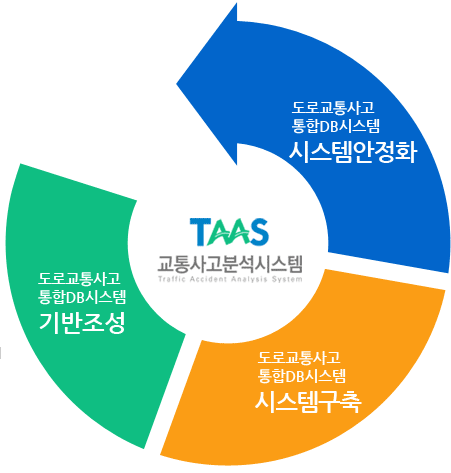 도로교통사고
통합DB시스템
시스템안정화
TAAS
교통사고분석시스템
Traffic Accident Analysis System
도로교통사고
통합DB시스템
기반조성
도로교통사고
통합DB시스템
시스템구축